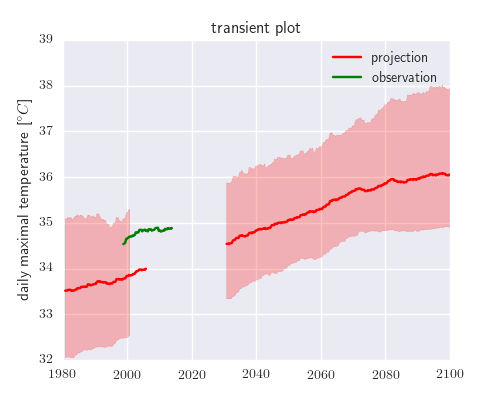 transient plot
39
38
37
36
35
34
33
32
daily maximal temperature [°C]
projection
observation
1980 2000 2020 2040 2060 2080 2100